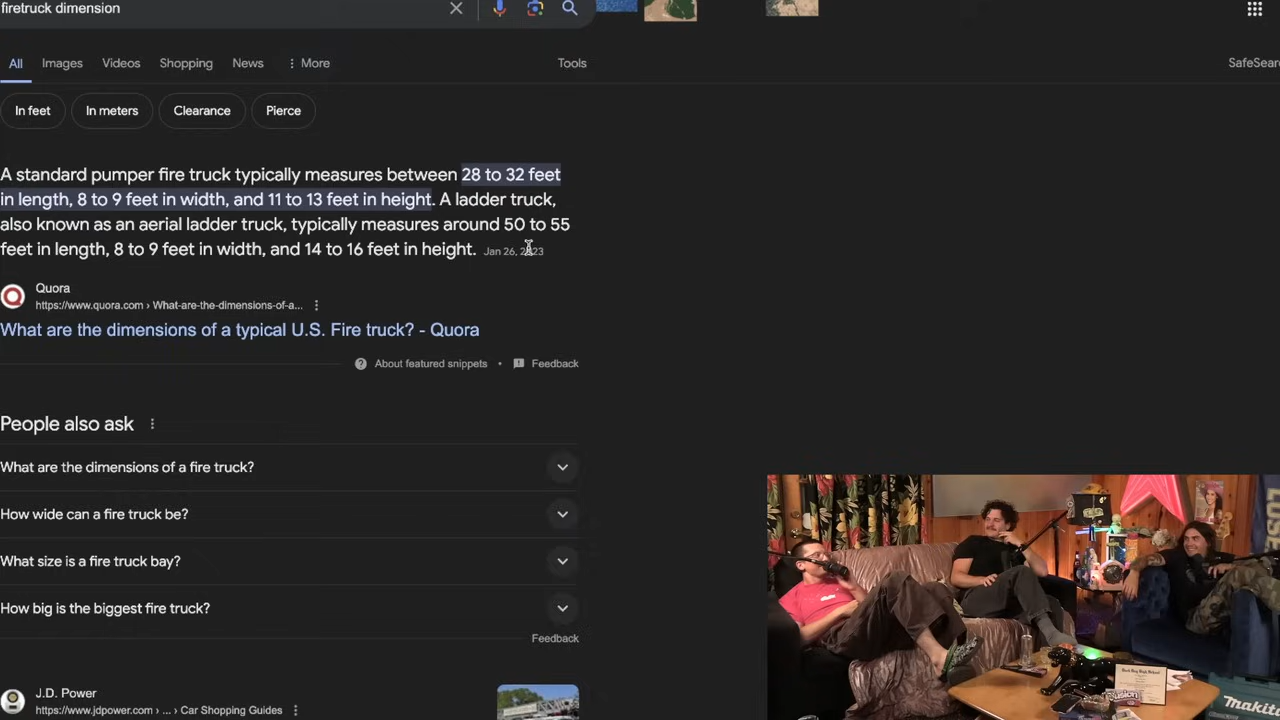 firetruck dimension
All Images Videos Shopping News More Tools
SafeSear
In feet In meters Clearance Pierce
A standard pumper fire truck typically measures between 28 to 32 feet
in length, 8 to 9 feet in width, and 11 to 13 feet in height. A ladder truck,
also known as an aerial ladder truck, typically measures around 50 to 55
feet in length, 8 to 9 feet in width, and 14 to 16 feet in height. Jan 26, 2023
Quora
https://www.quora.com › What-are-the-dimensions-of-a...
What are the dimensions of a typical U.S. Fire truck? - Quora
About featured snippets • Feedback
People also ask
What are the dimensions of a fire truck?
How wide can a fire truck be?
What size is a fire truck bay?
How big is the biggest fire truck?
Feedback
J.D. Power
https://www.jdpower.com › ... › Car Shopping Guides
makita